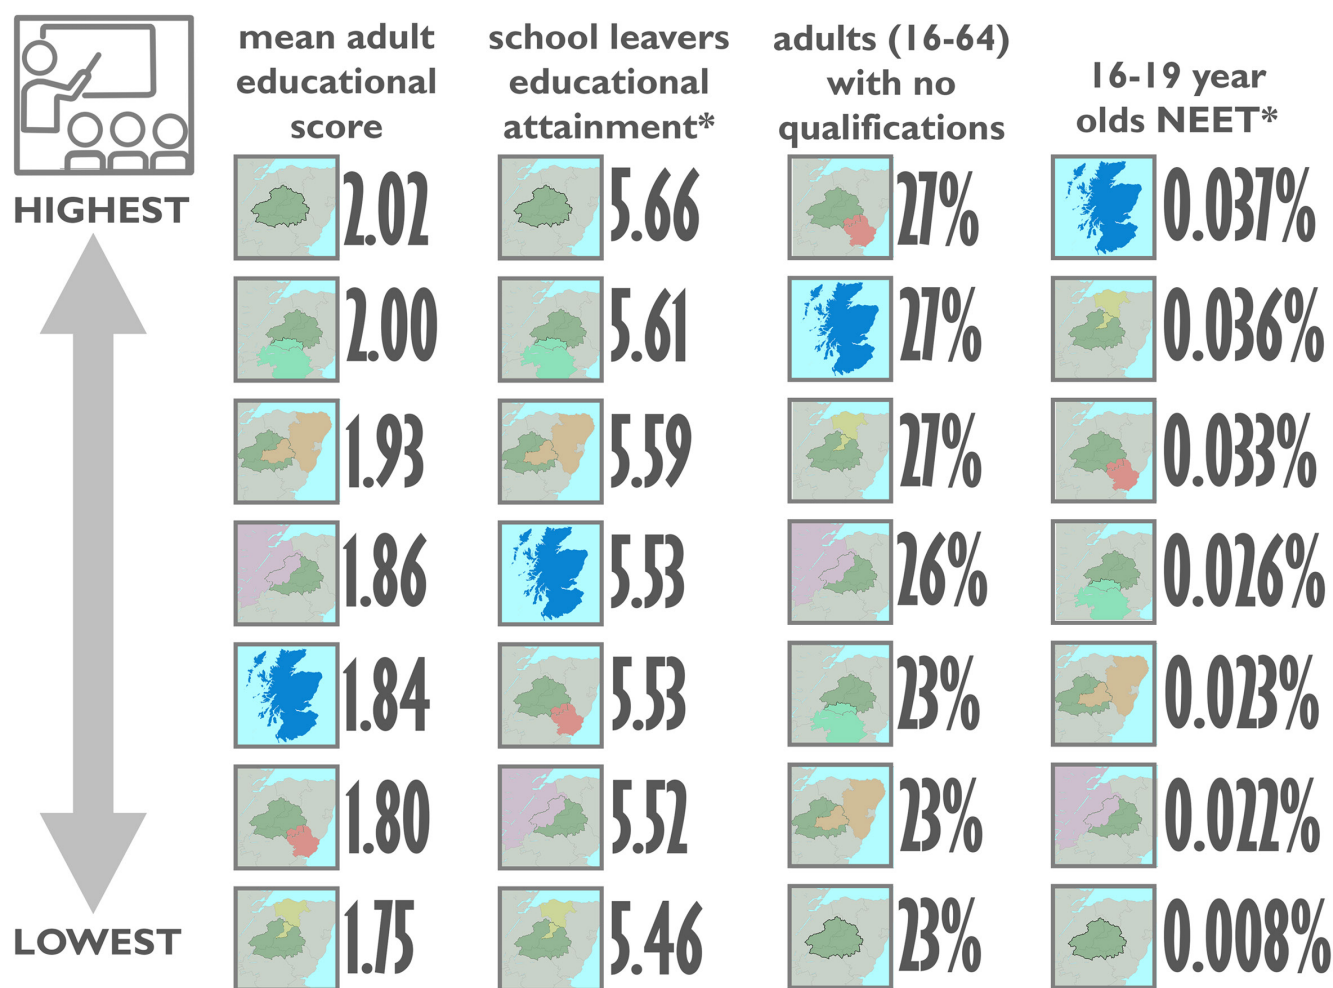 mean adult
educational
score
school leavers
educational
attainment*
adults (16-64)
with no
qualifications
16-19 year
olds NEET*
HIGHEST
2.02
5.66
27%
0.037%
2.00
5.61
27%
0.036%
1.93
5.59
27%
0.033%
1.86
5.53
26%
0.026%
1.84
5.53
23%
0.023%
1.80
5.52
23%
0.022%
LOWEST
1.75
5.46
23%
0.008%